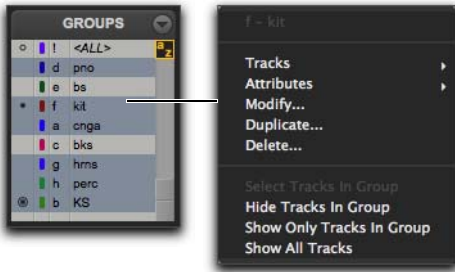 GROUPS
! <ALL>
a z
d pno
e bs
f kit
a cnga
c bks
g hrns
h perc
b KS
f - kit
Tracks
Attributes
Modify...
Duplicate...
Delete...
Select Tracks In Group
Hide Tracks In Group
Show Only Tracks In Group
Show All Tracks